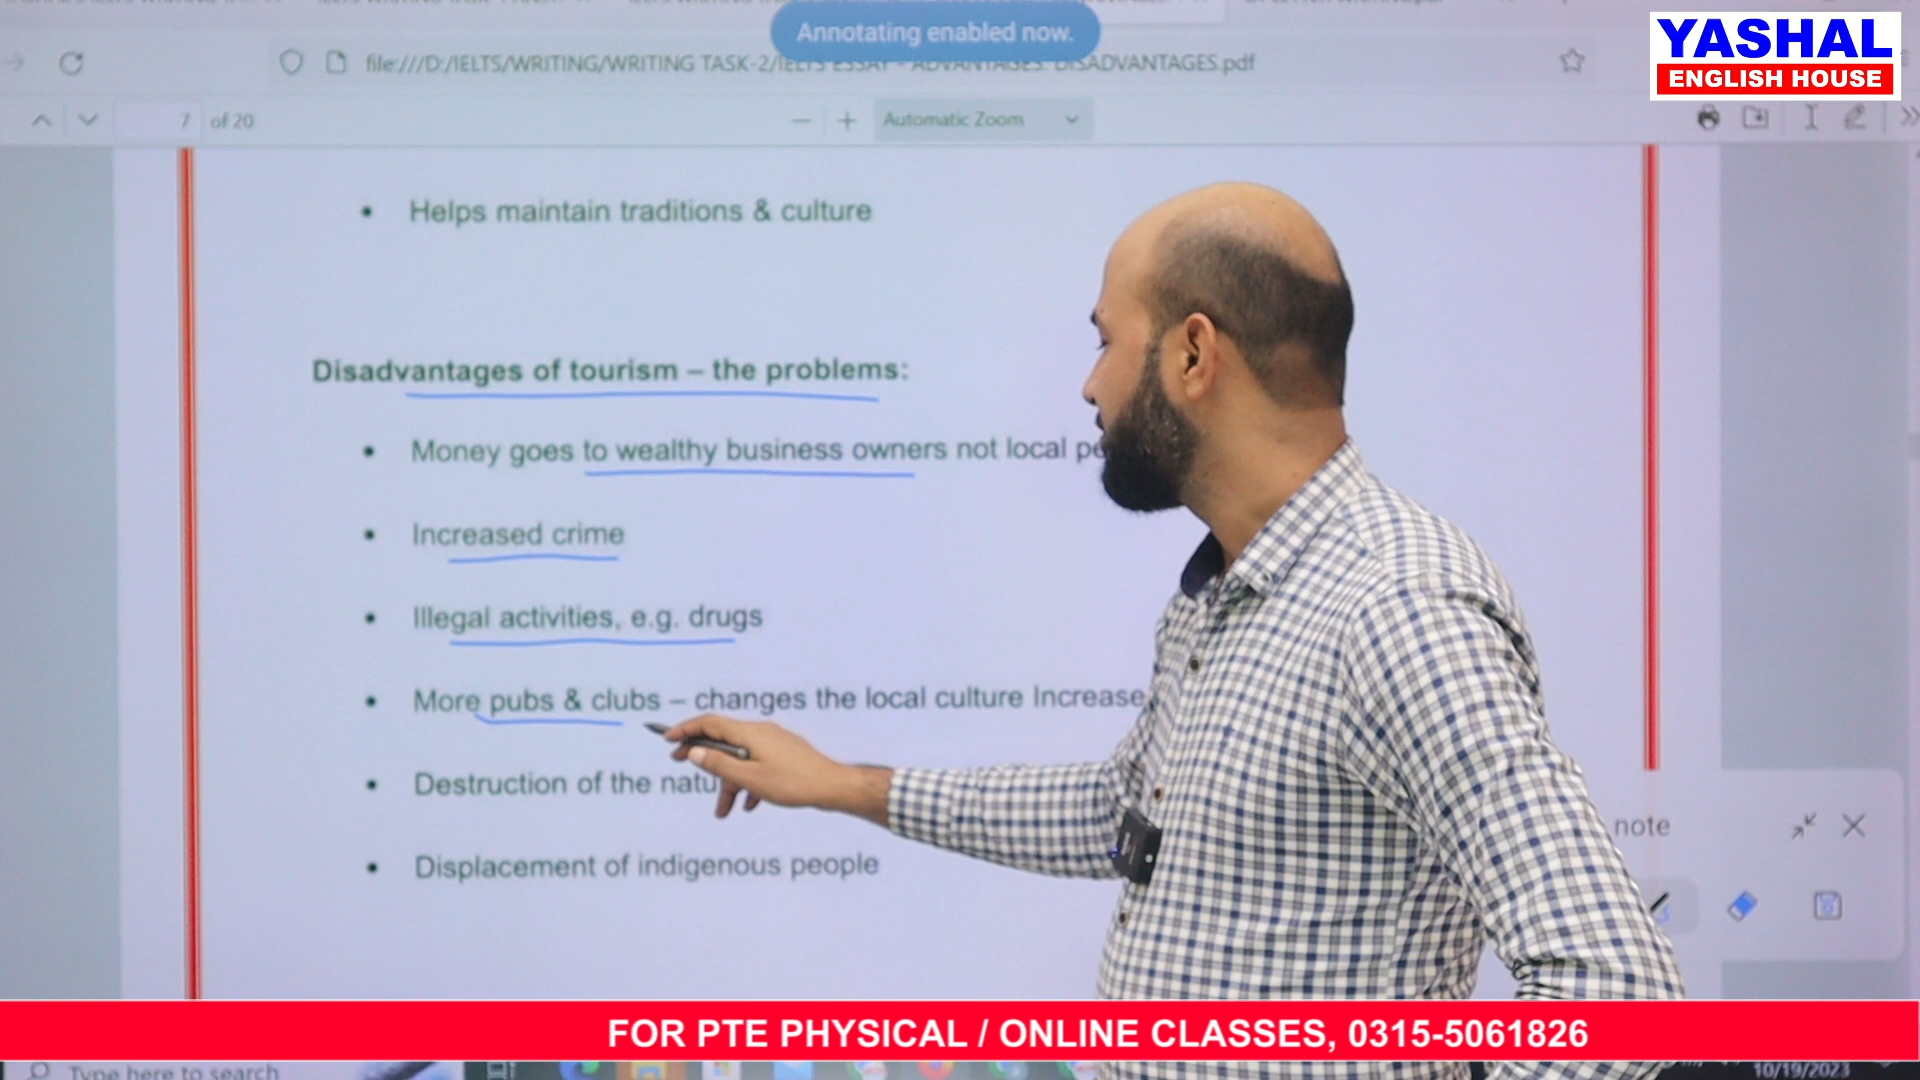 Annotating enabled now.
YASHAL
ENGLISH HOUSE
file:///D:/IELTS/WRITING/WRITING TASK-2/IELTS ESSAY - ADVANTAGES. DISADVANTAGES.pdf
7 of 20
Automatic Zoom
• Helps maintain traditions & culture
Disadvantages of tourism – the problems:
• Money goes to wealthy business owners not local
• Increased crime
• Illegal activities, e.g. drugs
• More pubs & clubs – changes the local culture Increase
• Destruction of the
• Displacement of indigenous people
note
FOR PTE PHYSICAL / ONLINE CLASSES, 0315-5061826
Type here to search
10/19/2023